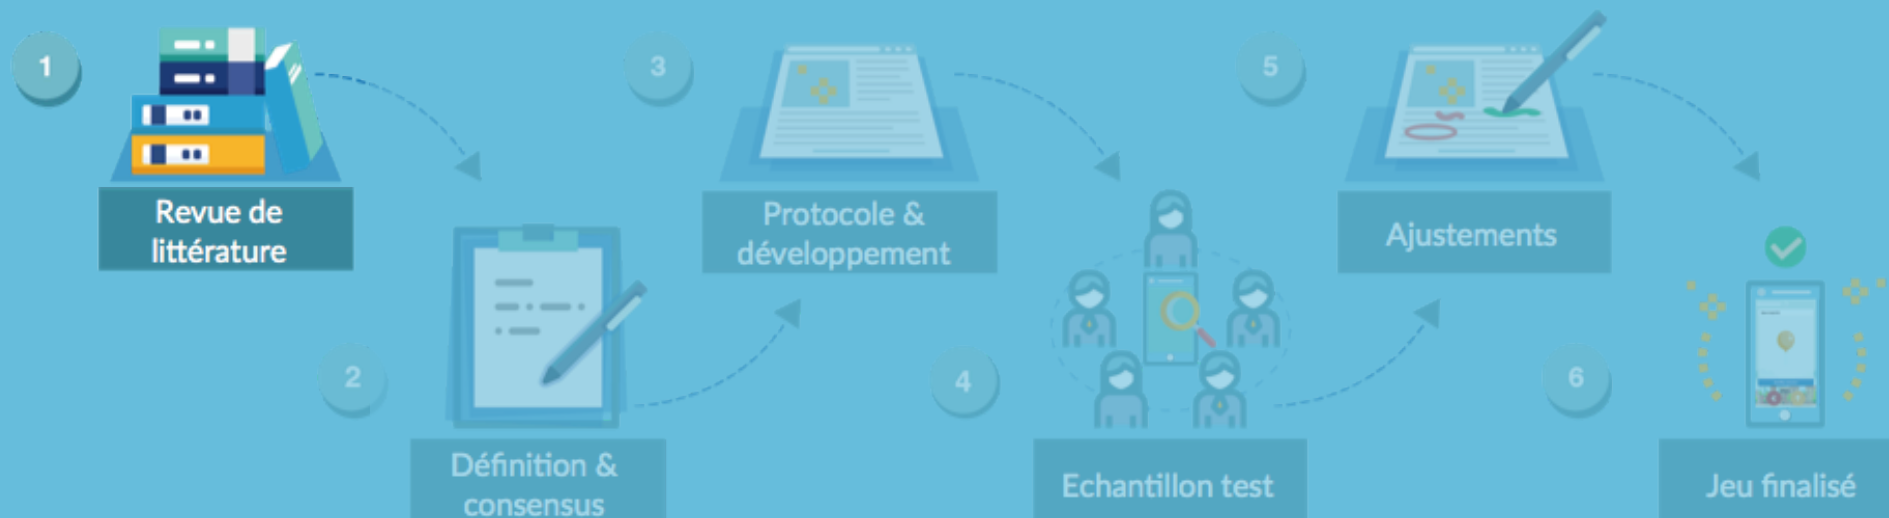 1
Revue de
littérature
2
Définition &
consensus
3
Protocole &
développement
4
Echantillon test
5
Ajustements
6
Jeu finalisé